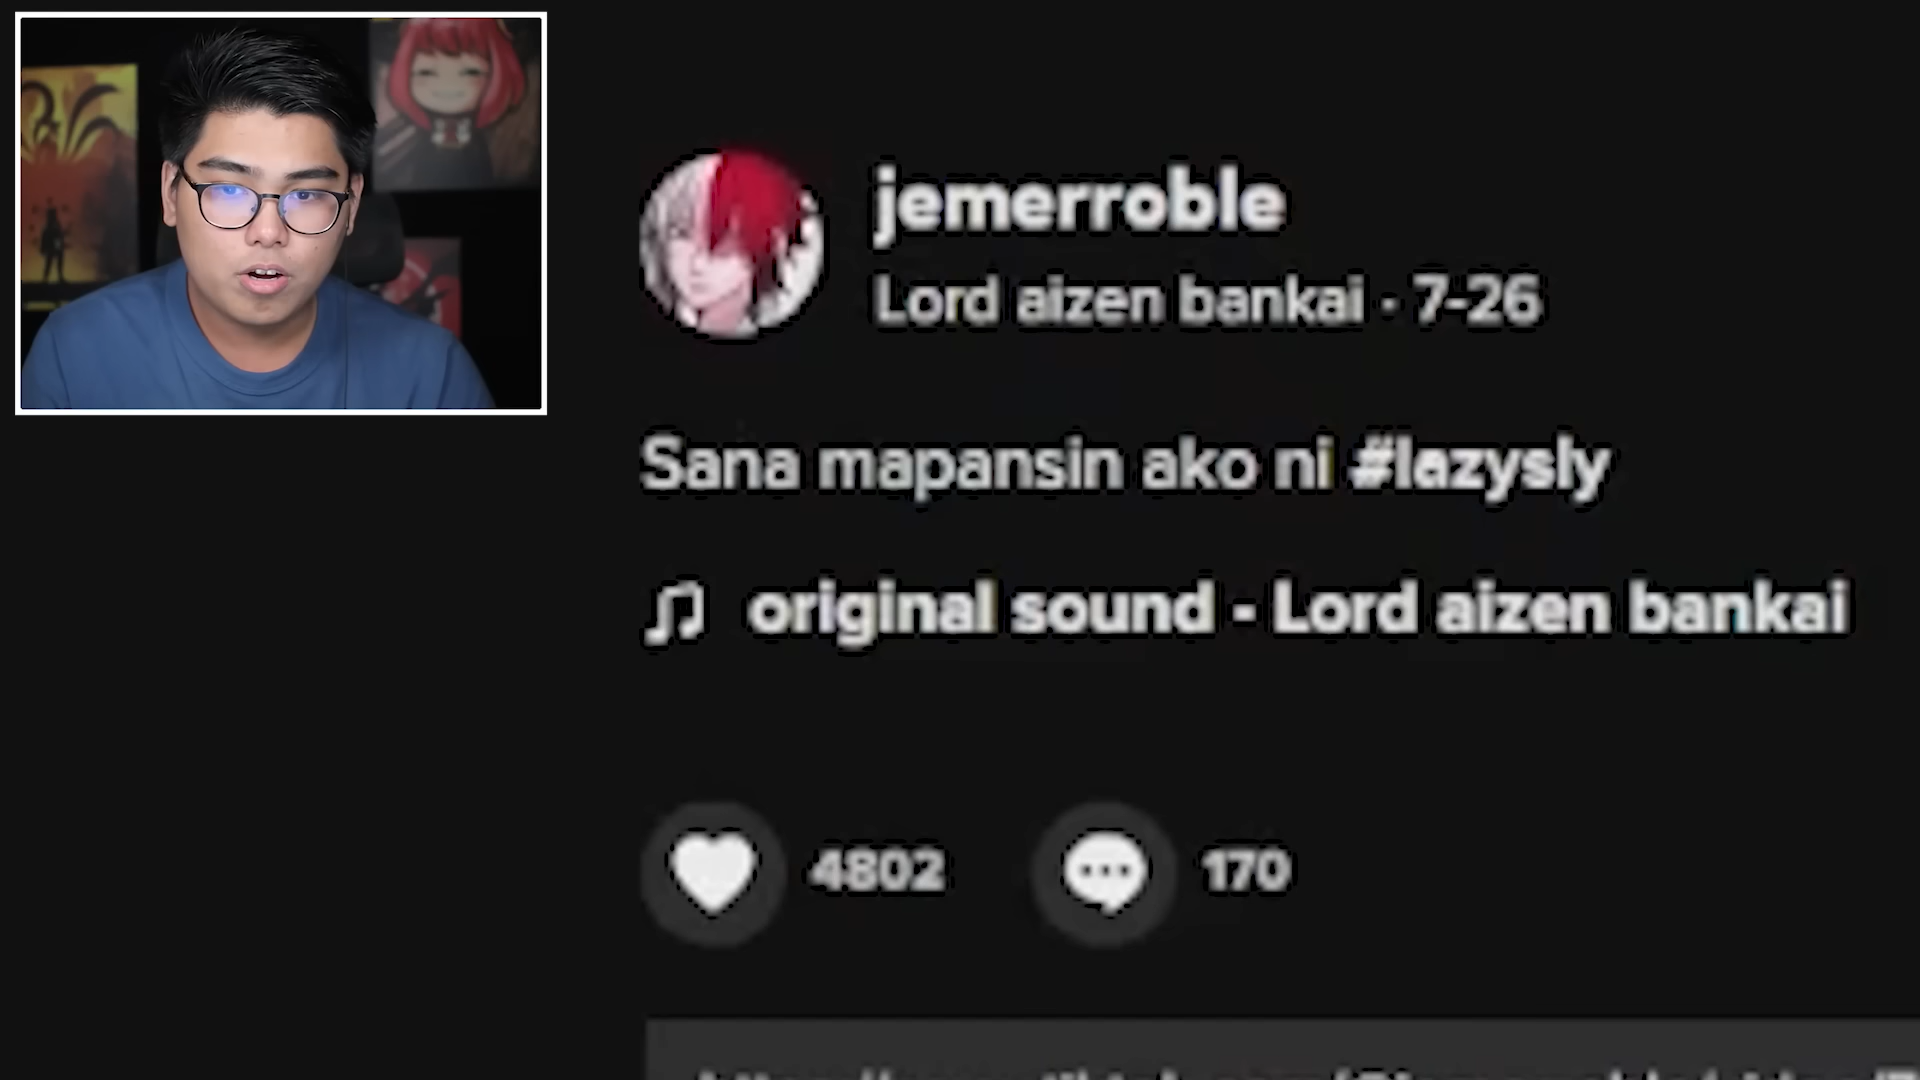 jemerroble
Lord aizen bankai · 7-26
Sana mapansin ako ni #lazysly
original sound - Lord aizen bankai
4802
170